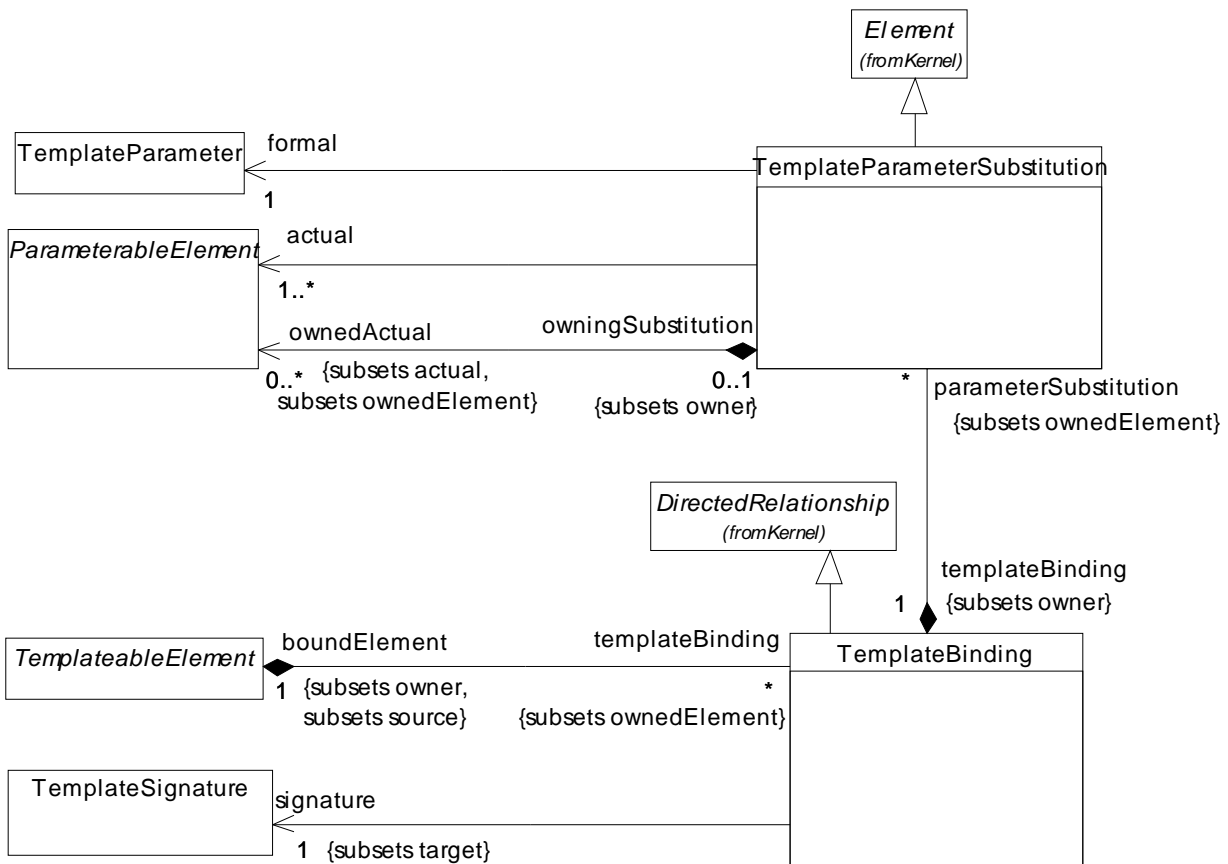 Element
(fromKernel)
formal
TemplateParameter
TemplateParameterSubstitution
1
actual
ParameterableElement
1..*
ownedActual
owningSubstitution
0..*
{subsets actual,
subsets ownedElement}
0..1
{subsets owner}
*
parameterSubstitution
{subsets ownedElement}
DirectedRelationship
(fromKernel)
templateBinding
1
{subsets owner}
boundElement
templateBinding
TemplateableElement
TemplateBinding
1
{subsets owner,
subsets source}
*
{subsets ownedElement}
TemplateSignature
signature
1
{subsets target}